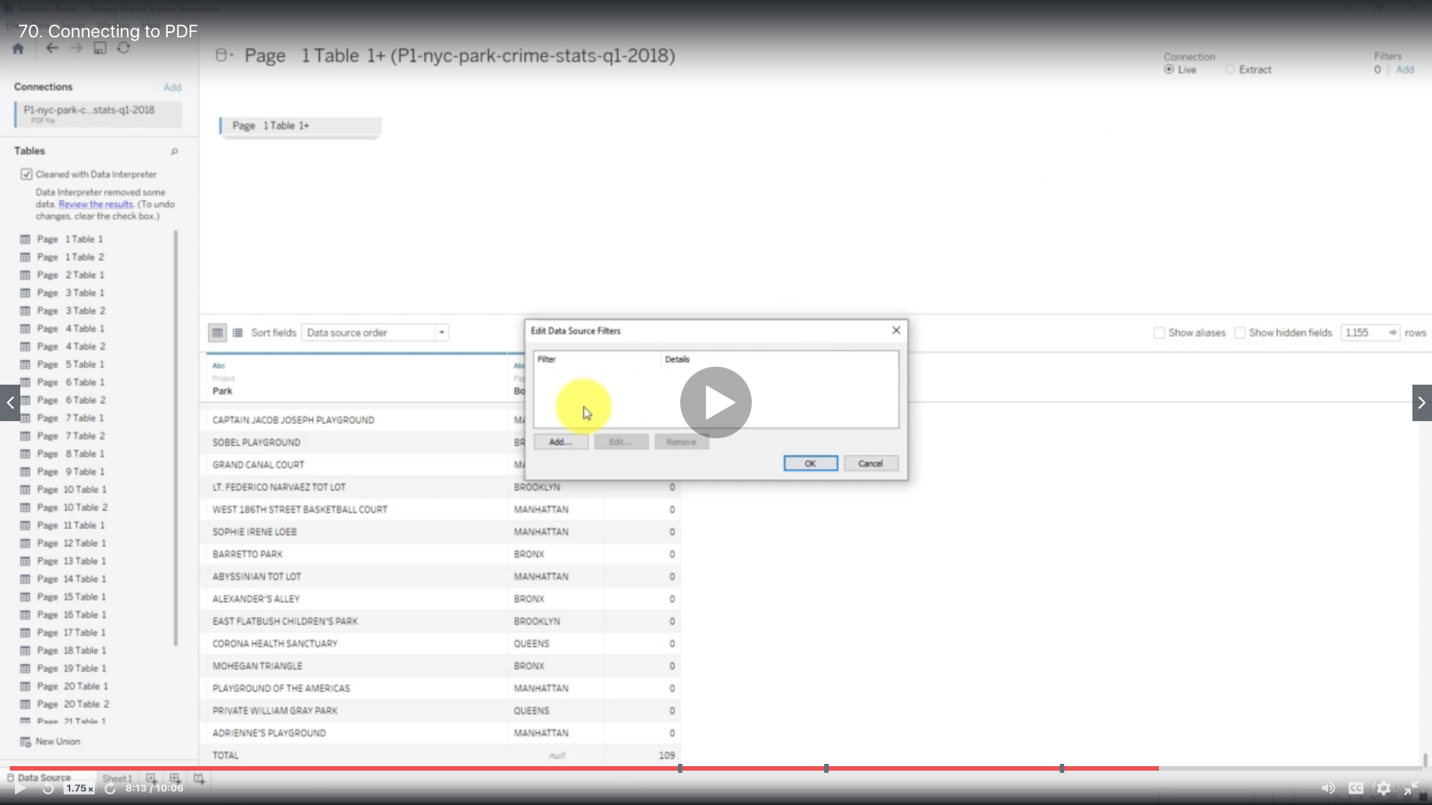 70. Connecting to PDF
Page 1 Table 1+ (P1-nyc-park-crime-stats-q1-2018)
Connection
Live Extract
Filters
0 Add
Connections Add
P1-nyc-park-c...stats-q1-2018
PDF file
Page 1 Table 1+
Tables
Cleaned with Data Interpreter
Data Interpreter removed some
data. Review the results. (To undo
changes, clear the check box.)
Page 1 Table 1
Page 1 Table 2
Page 2 Table 1
Page 3 Table 1
Page 3 Table 2
Page 4 Table 1
Page 4 Table 2
Page 5 Table 1
Page 6 Table 1
Page 6 Table 2
Page 7 Table 1
Page 7 Table 2
Page 8 Table 1
Page 9 Table 1
Page 10 Table 1
Page 10 Table 2
Page 11 Table 1
Page 12 Table 1
Page 13 Table 1
Page 14 Table 1
Page 15 Table 1
Page 16 Table 1
Page 17 Table 1
Page 18 Table 1
Page 19 Table 1
Page 20 Table 1
Page 20 Table 2
Page 21 Table 1
New Union
Sort fields Data source order
Show aliases Show hidden fields 1,155 rows
Edit Data Source Filters
Filter Details
Add... Edit... Remove
OK Cancel
Abc
Project
Park
CAPTAIN JACOB JOSEPH PLAYGROUND
SOBEL PLAYGROUND
GRAND CANAL COURT
LT. FEDERICO NARVAEZ TOT LOT BROOKLYN 0
WEST 186TH STREET BASKETBALL COURT MANHATTAN 0
SOPHIE IRENE LOEB MANHATTAN 0
BARRETTO PARK BRONX 0
ABYSSINIAN TOT LOT MANHATTAN 0
ALEXANDER'S ALLEY BRONX 0
EAST FLATBUSH CHILDREN'S PARK BROOKLYN 0
CORONA HEALTH SANCTUARY QUEENS 0
MOHEGAN TRIANGLE BRONX 0
PLAYGROUND OF THE AMERICAS MANHATTAN 0
PRIVATE WILLIAM GRAY PARK QUEENS 0
ADRIENNE'S PLAYGROUND MANHATTAN 0
TOTAL null 109
Data Source Sheet 1
1.75x 8:13 / 10:06 CC